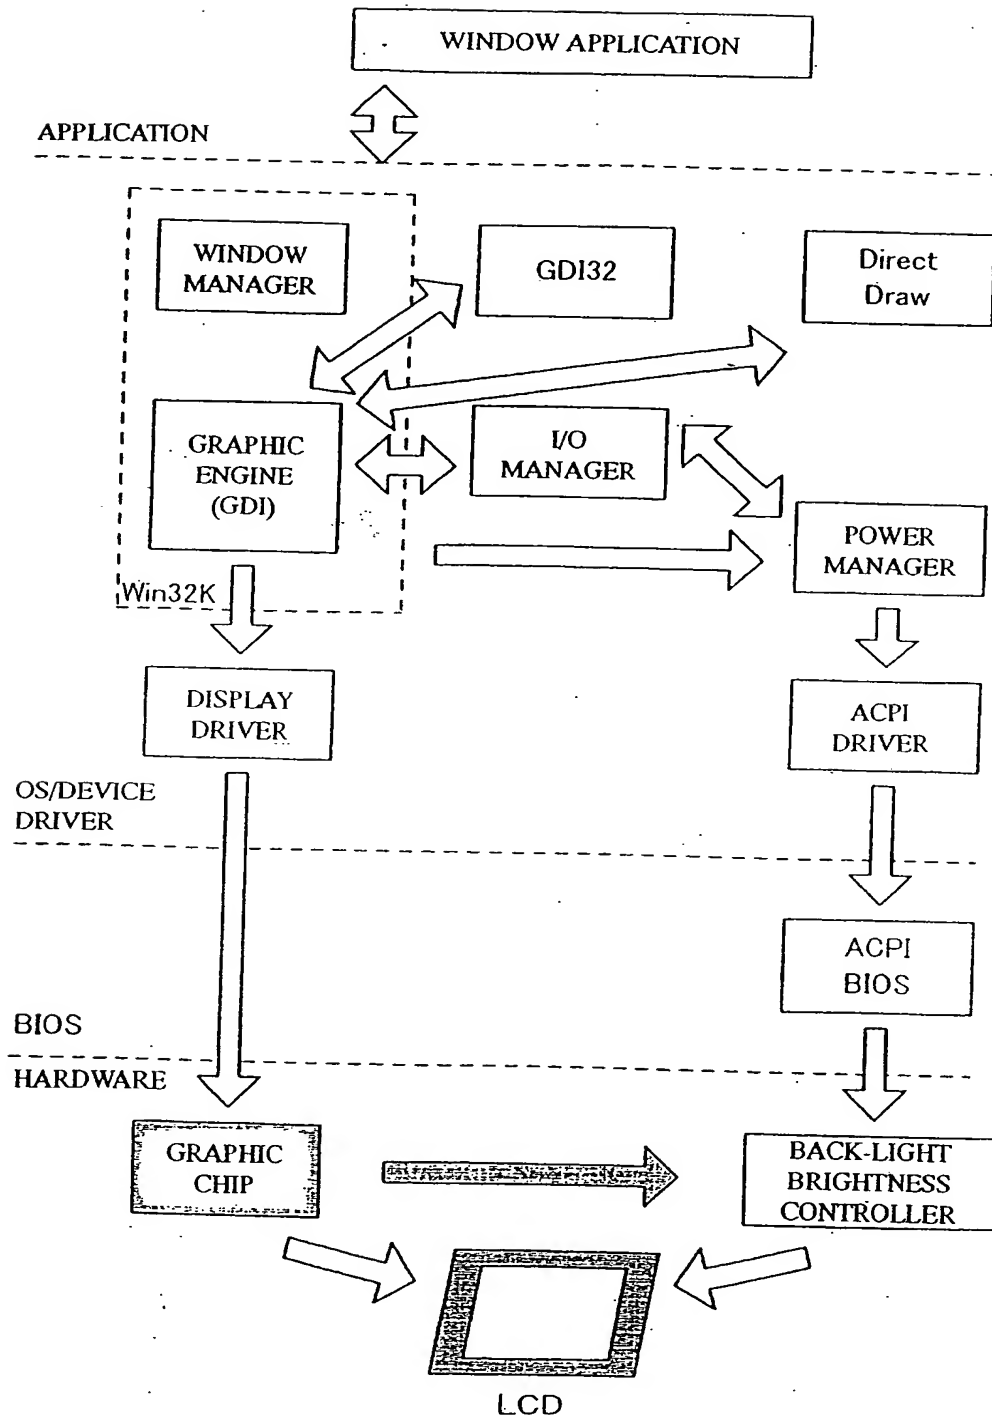 WINDOW APPLICATION
APPLICATION
WINDOW
MANAGER
GDI32
Direct
Draw
GRAPHIC
ENGINE
(GDI)
I/O
MANAGER
POWER
MANAGER
Win32K
DISPLAY
DRIVER
ACPI
DRIVER
OS/DEVICE
DRIVER
ACPI
BIOS
BIOS
HARDWARE
GRAPHIC
CHIP
BACK-LIGHT
BRIGHTNESS
CONTROLLER
LCD